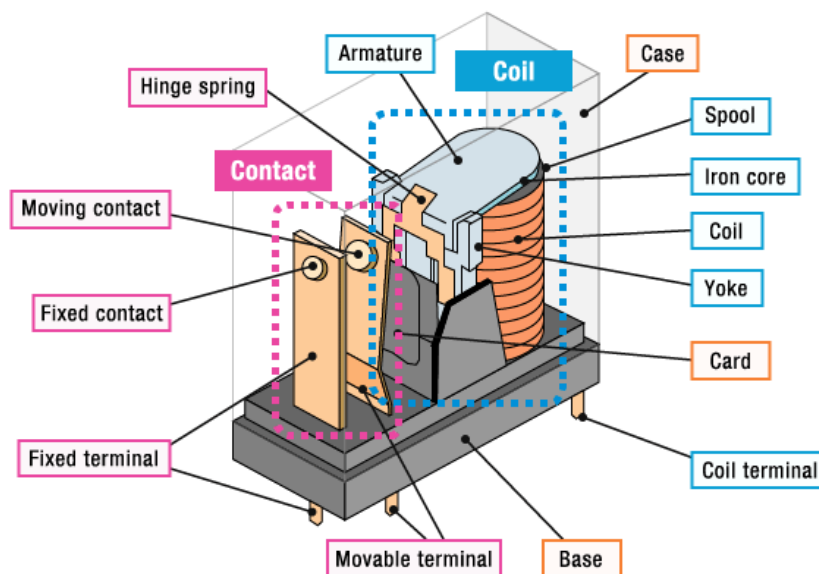 Armature
Coil
Case
Hinge spring
Spool
Contact
Iron core
Moving contact
Coil
Yoke
Fixed contact
Card
Fixed terminal
Coil terminal
Movable terminal
Base